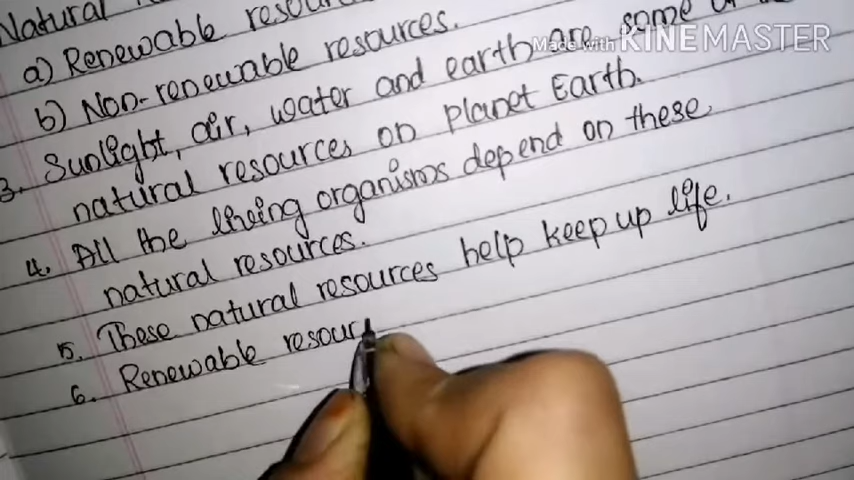 Natural
a) Renewable
b) Non-renewable resources.
3. Sunlight, air, water and earth are some
natural resources on planet Earth.
4. All the living organisms depend on these
natural resources.
5. These natural resources help keep up life.
6. Renewable resour
Made with KINEMASTER